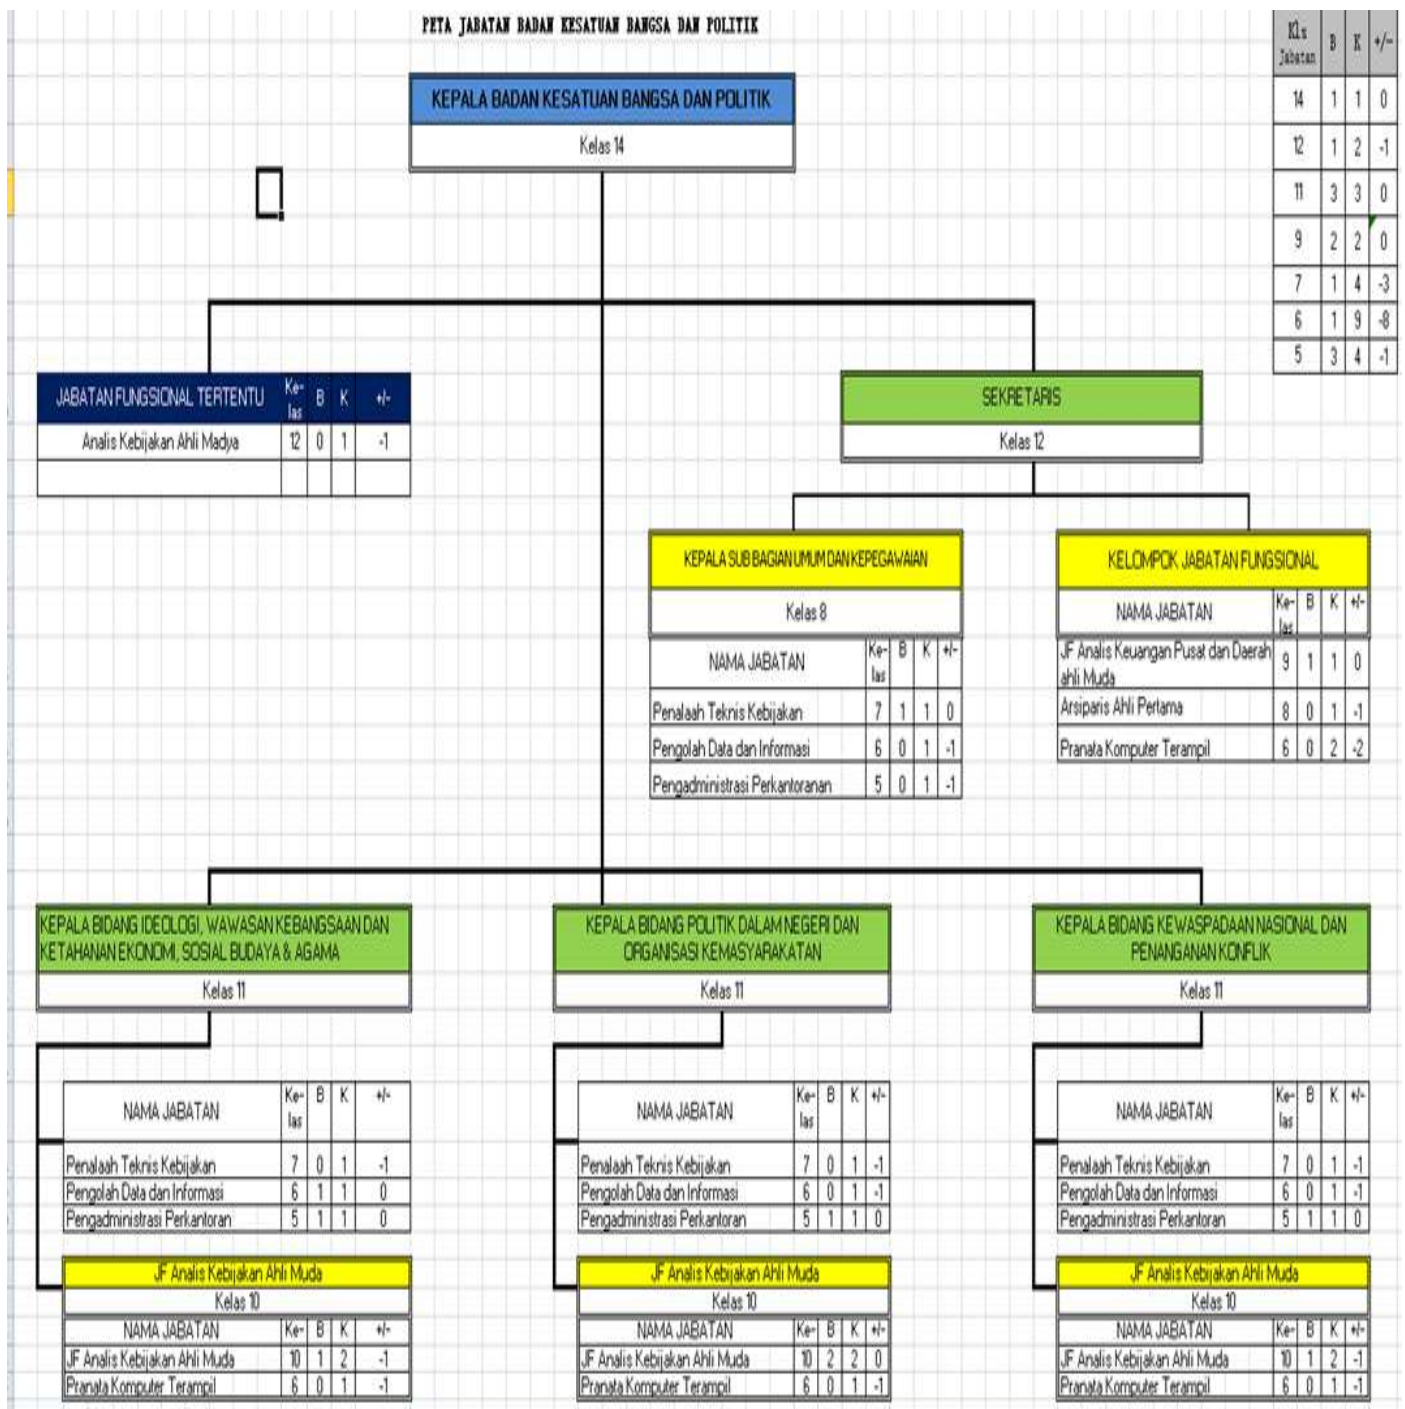 PETA JABATAN BADAN KESATUAN BANGSA DAN POLITIK
Kls Jabatan B K +/-
14 1 1 0
12 1 2 -1
11 3 3 0
9 2 2 0
7 1 4 -3
6 1 9 -8
5 3 4 -1
KEPALA BADAN KESATUAN BANGSA DAN POLITIK
Kelas 14
JABATAN FUNGSIONAL TERTENTU Ke-las B K +/-
Analis Kebijakan Ahli Madya 12 0 1 -1
SEKRETARIS
Kelas 12
KEPALA SUB BAGIAN UMUM DAN KEPEGAWAIAN
Kelas 8
NAMA JABATAN Ke-las B K +/-
Penalaah Teknis Kebijakan 7 1 1 0
Pengolah Data dan Informasi 6 0 1 -1
Pengadministrasi Perkantoranan 5 0 1 -1
KELOMPOK JABATAN FUNGSIONAL
NAMA JABATAN Ke-las B K +/-
JF Analis Keuangan Pusat dan Daerah
ahli Muda 9 1 1 0
Arsiparis Ahli Pertama 8 0 1 -1
Pranata Komputer Terampil 6 0 2 -2
KEPALA BIDANG IDEOLOGI, WAWASAN KEBANGSAAN DAN
KETAHANAN EKONOMI, SOSIAL BUDAYA & AGAMA
Kelas 11
NAMA JABATAN Ke-las B K +/-
Penalaah Teknis Kebijakan 7 0 1 -1
Pengolah Data dan Informasi 6 1 1 0
Pengadministrasi Perkantoran 5 1 1 0
JF Analis Kebijakan Ahli Muda
Kelas 10
NAMA JABATAN Ke- B K +/-
JF Analis Kebijakan Ahli Muda 10 1 2 -1
Pranata Komputer Terampil 6 0 1 -1
KEPALA BIDANG POLITIK DALAM NEGERI DAN
ORGANISASI KEMASYARAKATAN
Kelas 11
NAMA JABATAN Ke-las B K +/-
Penalaah Teknis Kebijakan 7 0 1 -1
Pengolah Data dan Informasi 6 0 1 -1
Pengadministrasi Perkantoran 5 1 1 0
JF Analis Kebijakan Ahli Muda
Kelas 10
NAMA JABATAN Ke- B K +/-
JF Analis Kebijakan Ahli Muda 10 2 2 0
Pranata Komputer Terampil 6 0 1 -1
KEPALA BIDANG KEWASPADAAN NASIONAL DAN
PENANGANAN KONFLIK
Kelas 11
NAMA JABATAN Ke-las B K +/-
Penalaah Teknis Kebijakan 7 0 1 -1
Pengolah Data dan Informasi 6 0 1 -1
Pengadministrasi Perkantoran 5 1 1 0
JF Analis Kebijakan Ahli Muda
Kelas 10
NAMA JABATAN Ke- B K +/-
JF Analis Kebijakan Ahli Muda 10 1 2 -1
Pranata Komputer Terampil 6 0 1 -1